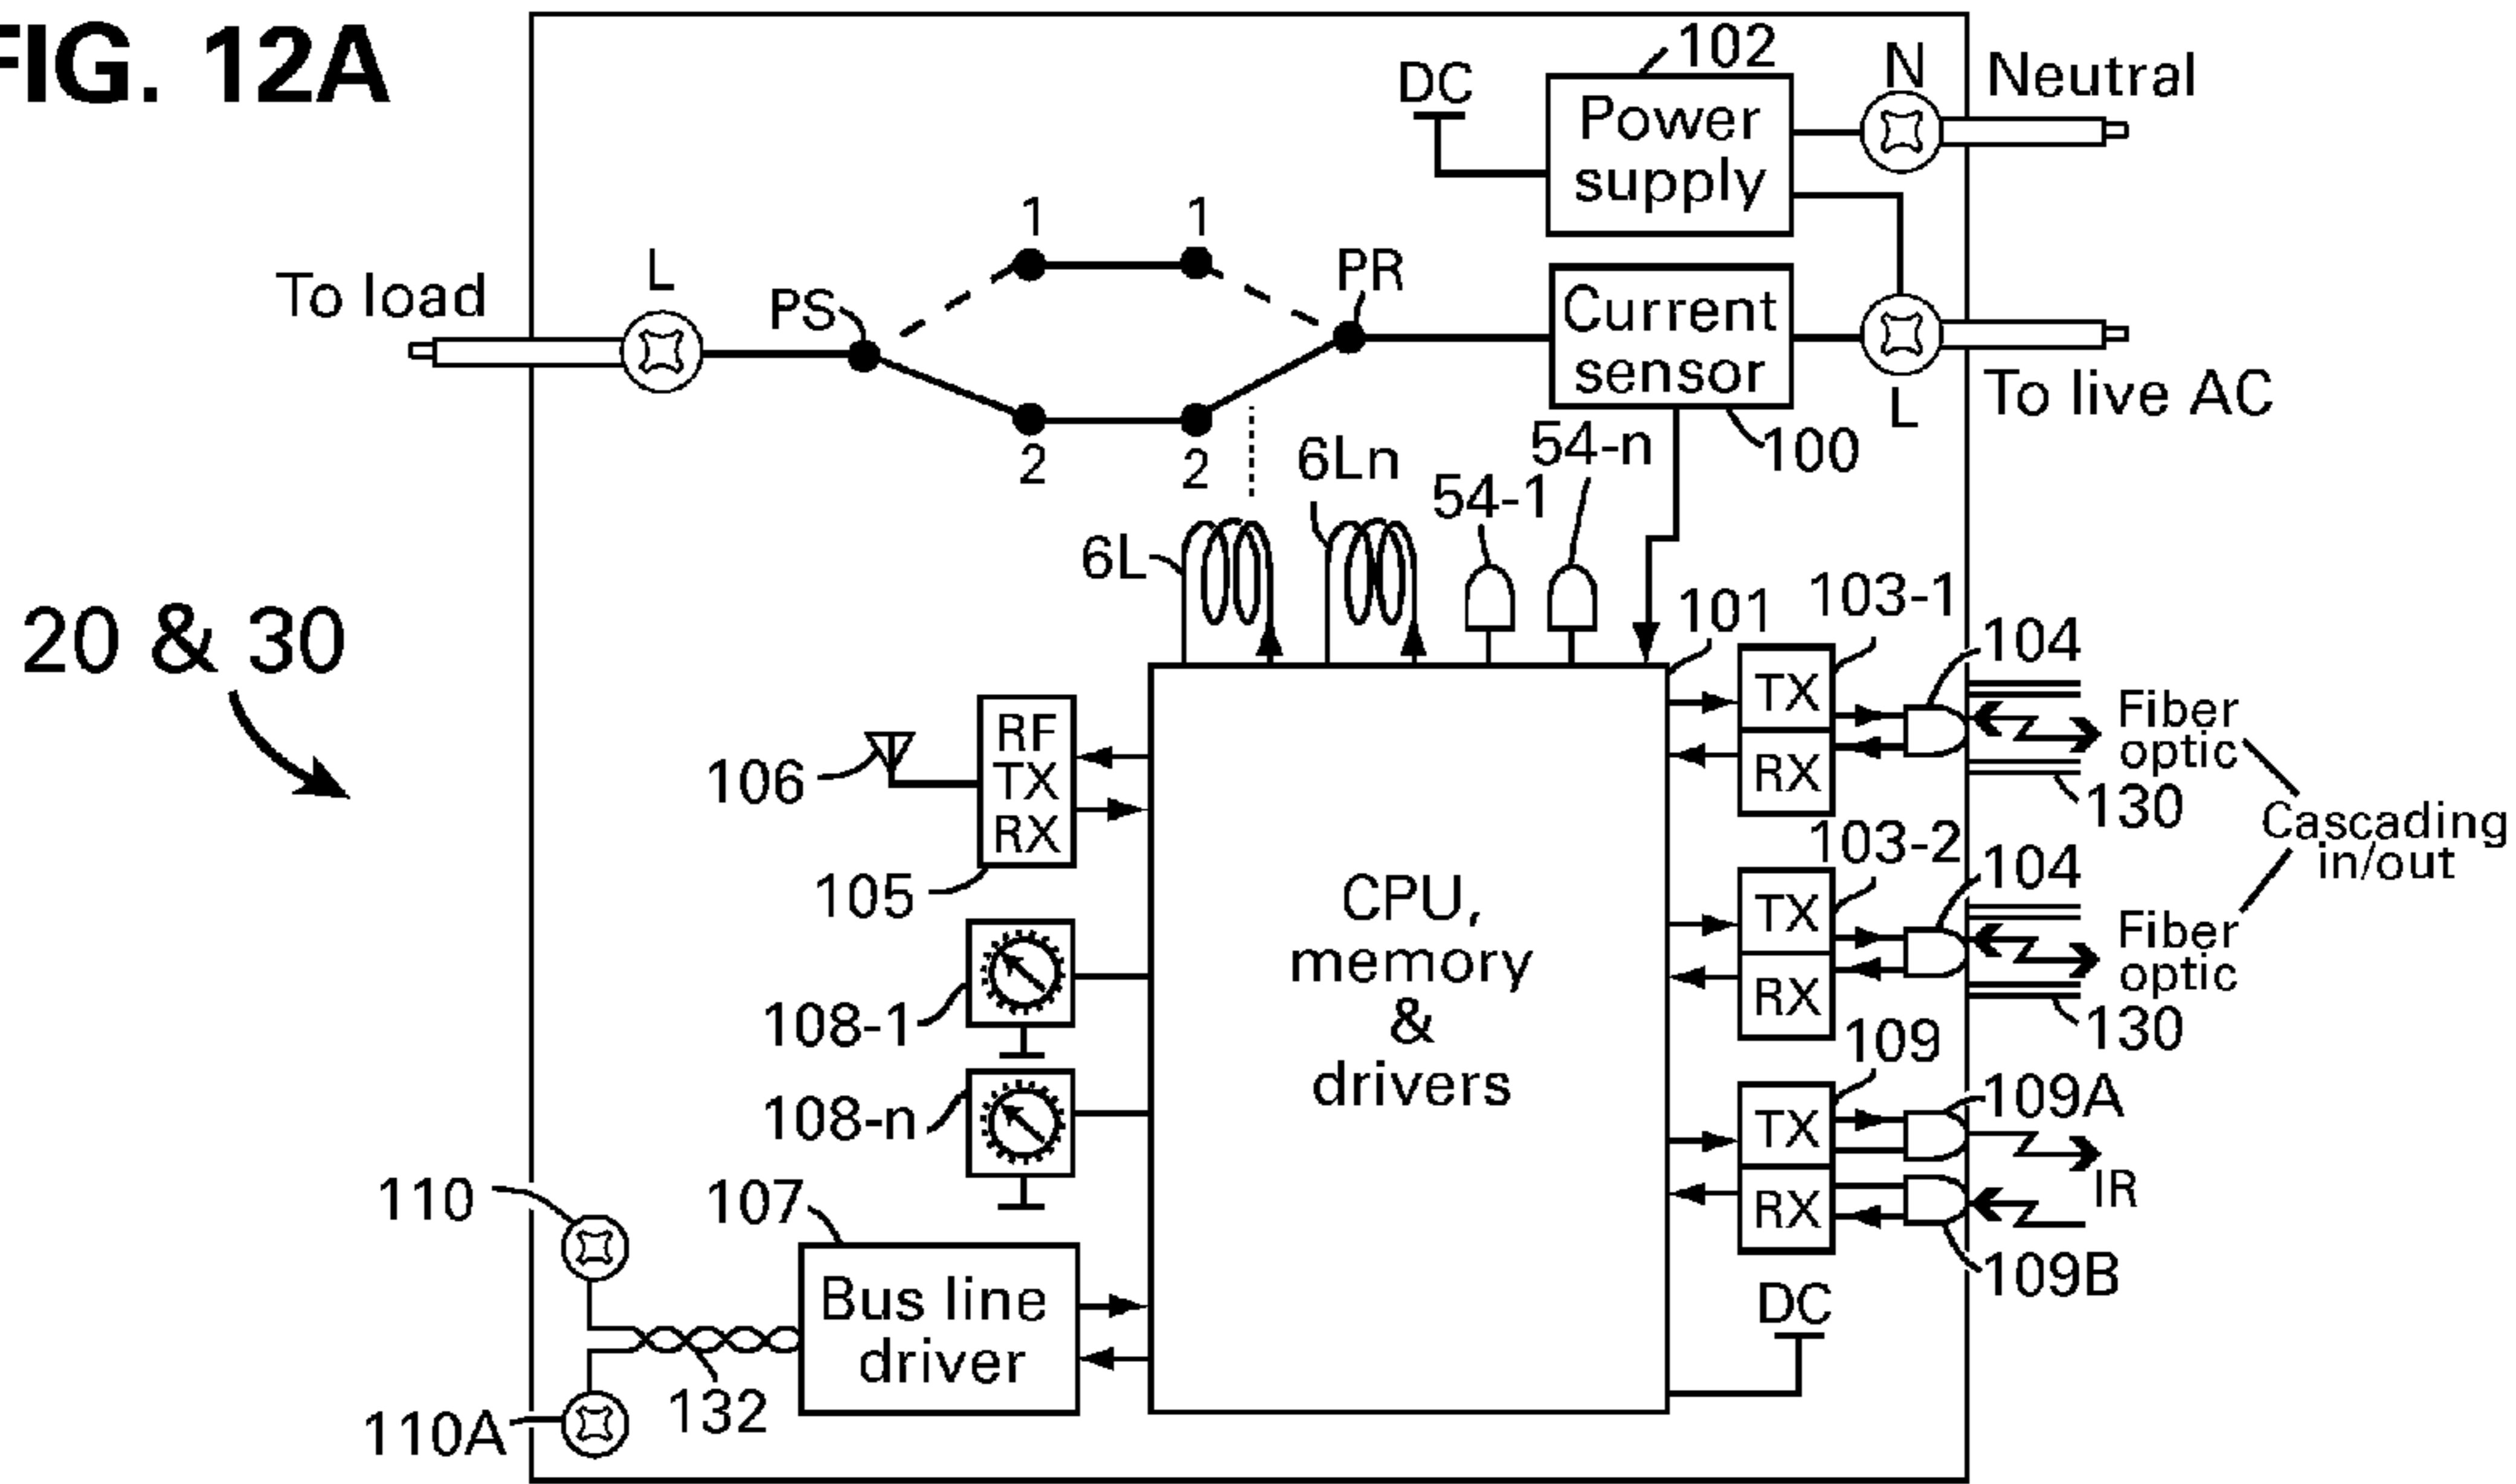 FIG. 12A
102
DC
N
Neutral
Power
supply
1
1
L
To load
PS
PR
Current
sensor
To live AC
L
2
2
100
54-n
6Ln
54-1
6L
101
103-1
104
20 & 30
TX
RX
Fiber
optic
130
RF
TX
RX
106
105
Cascading
in/out
103-2
104
TX
RX
Fiber
optic
130
CPU,
memory
&
drivers
108-1
108-n
109
109A
TX
RX
IR
109B
110
107
Bus line
driver
DC
132
110A